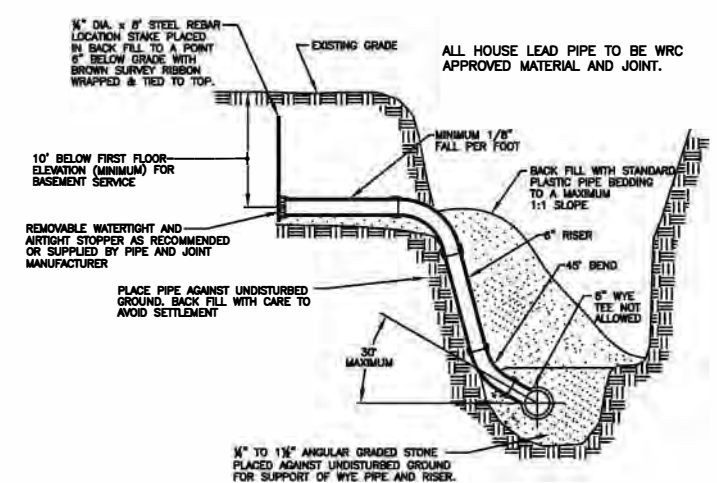 ¾" DIA. x 8' STEEL REBAR
LOCATION STAKE PLACED
IN BACK FILL TO A POINT
6" BELOW GRADE WITH
BROWN SURVEY RIBBON
WRAPPED & TIED TO TOP.
EXISTING GRADE
ALL HOUSE LEAD PIPE TO BE WRC
APPROVED MATERIAL AND JOINT.
MINIMUM 1/8"
FALL PER FOOT
10' BELOW FIRST FLOOR
ELEVATION (MINIMUM) FOR
BASEMENT SERVICE
BACK FILL WITH STANDARD
PLASTIC PIPE BEDDING
TO A MAXIMUM
1:1 SLOPE
REMOVABLE WATERTIGHT AND
AIRTIGHT STOPPER AS RECOMMENDED
OR SUPPLIED BY PIPE AND JOINT
MANUFACTURER
6" RISER
45° BEND
PLACE PIPE AGAINST UNDISTURBED
GROUND. BACK FILL WITH CARE TO
AVOID SETTLEMENT
6" WYE
TEE NOT
ALLOWED
30°
MAXIMUM
TO 1½" ANGULAR GRADED STONE
PLACED AGAINST UNDISTURBED GROUND
FOR SUPPORT OF WYE PIPE AND RISER.